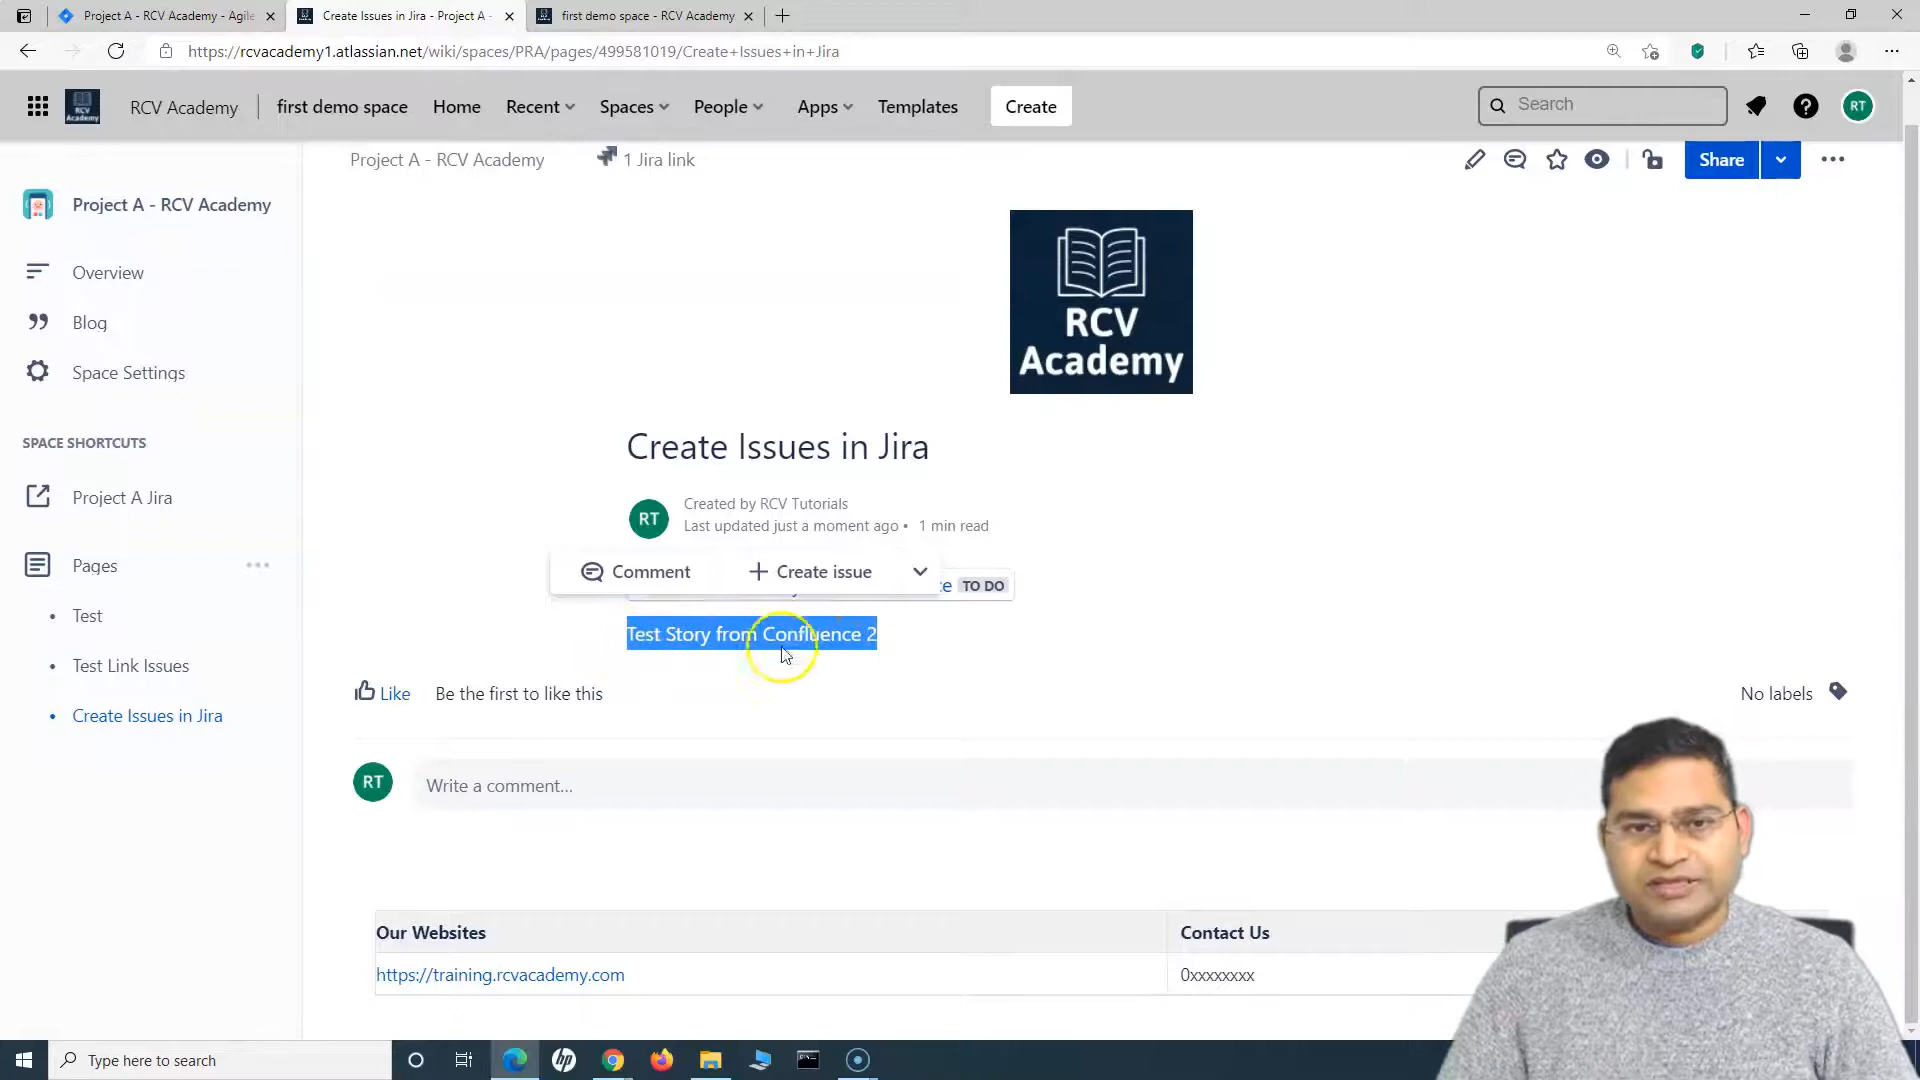 Project A - RCV Academy - Agile
Create Issues in Jira - Project A -
first demo space - RCV Academy
https://rcvacademy1.atlassian.net/wiki/spaces/PRA/pages/499581019/Create+Issues+in+Jira
RCV Academy
RCV Academy
first demo space
Home
Recent
Spaces
People
Apps
Templates
Create
Search
RT
Project A - RCV Academy
1 Jira link
Share
Project A - RCV Academy
Overview
Blog
Space Settings
SPACE SHORTCUTS
Project A Jira
Pages
Test
Test Link Issues
Create Issues in Jira
RCV
Academy
Create Issues in Jira
RT
Created by RCV Tutorials
Last updated just a moment ago • 1 min read
Comment
Create issue
TO DO
Test Story from Confluence 2
Like
Be the first to like this
No labels
RT
Write a comment...
Our Websites
Contact Us
https://training.rcvacademy.com
0xxxxxxxx
Type here to search
hp